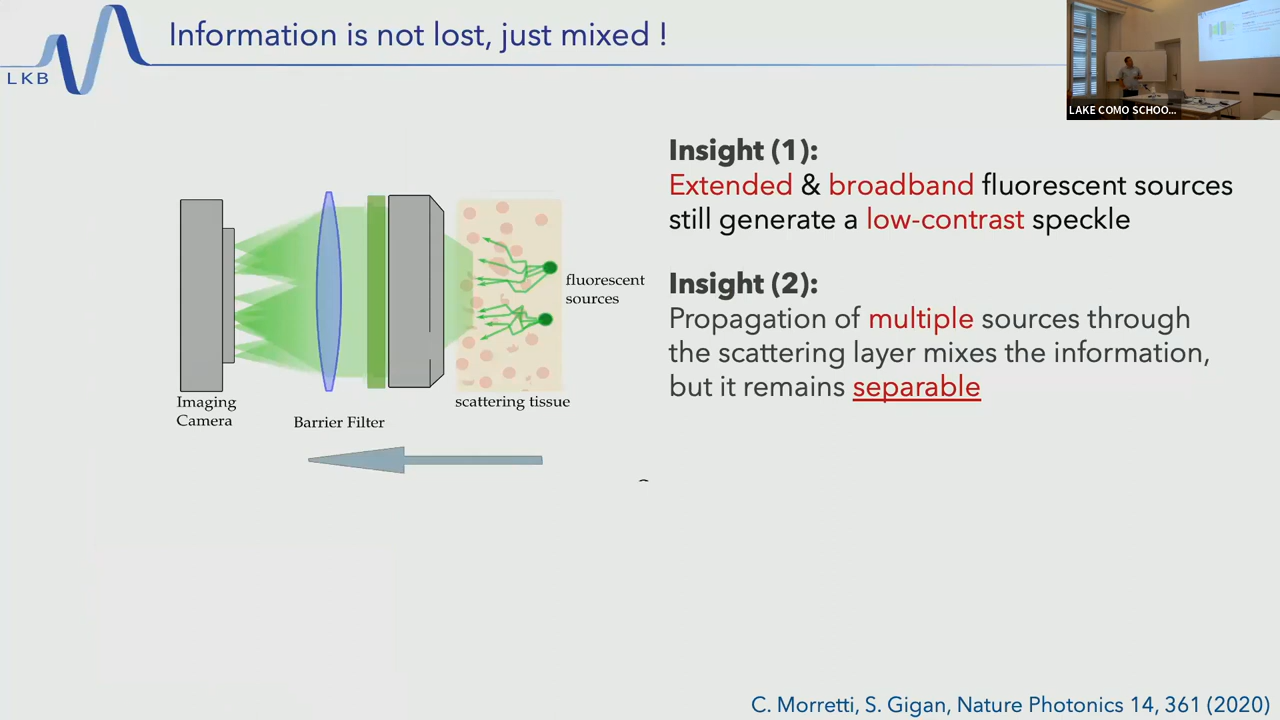 Information is not lost, just mixed !
LKB
LAKE COMO SCHOO...
Insight (1):
Extended & broadband fluorescent sources
still generate a low-contrast speckle
Insight (2):
Propagation of multiple sources through
the scattering layer mixes the information,
but it remains separable
fluorescent
sources
scattering tissue
Imaging
Camera
Barrier Filter
C. Morretti, S. Gigan, Nature Photonics 14, 361 (2020)